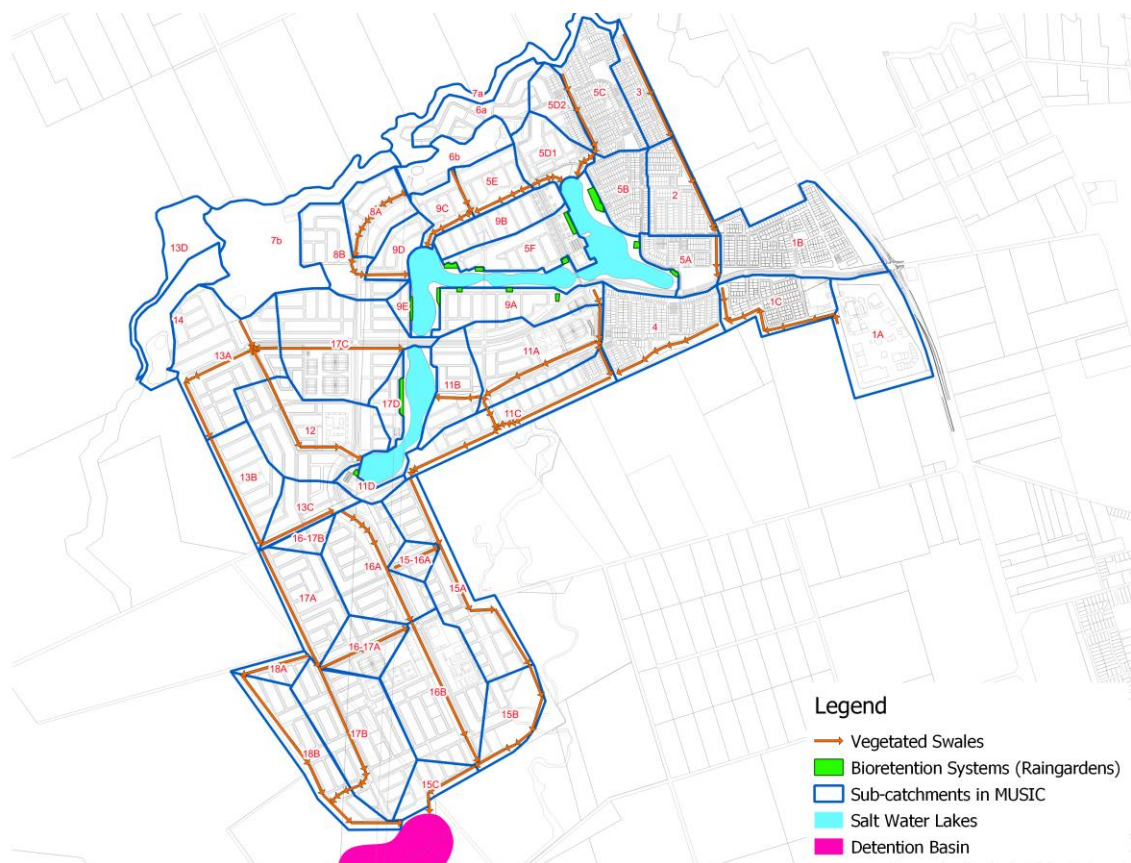 7a
6a
5C
3
5D2
5D1
6b
5E
5B
2
9C
8A
9B
13D
7b
8B
9D
5F
5A
1B
9E
9A
1C
14
4
1A
17C
11A
13A
11B
17D
11C
12
13B
11D
13C
16-17B
16A
15-16A
15A
17A
16-17A
18A
16B
15B
17B
18B
15C
Legend
Vegetated Swales
Bioretention Systems (Raingardens)
Sub-catchments in MUSIC
Salt Water Lakes
Detention Basin